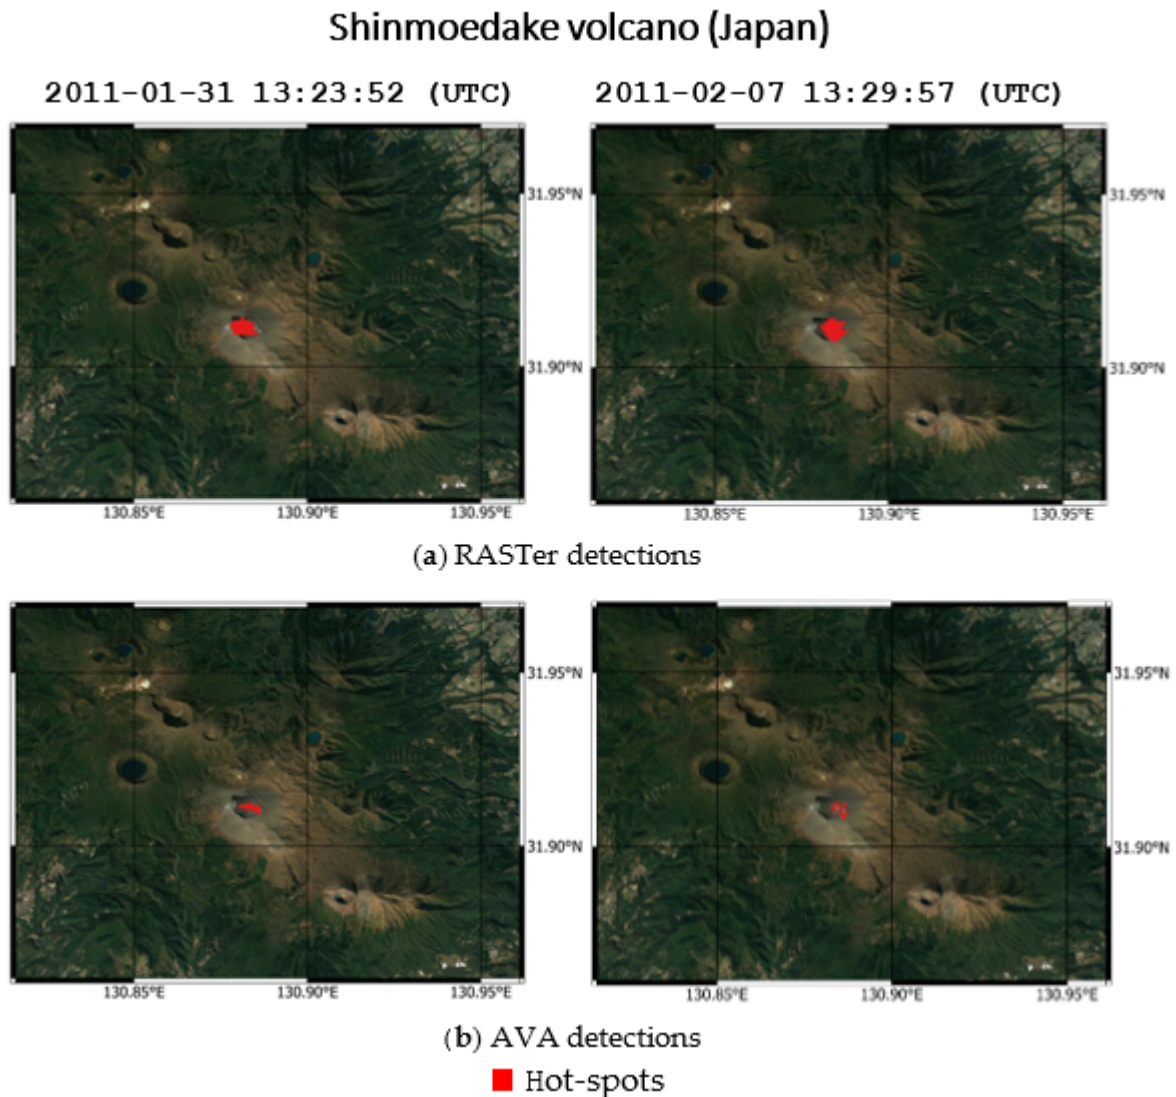 Shinmoedake volcano (Japan)
2011-01-31 13:23:52 (UTC) 2011-02-07 13:29:57 (UTC)
31.95°N 31.95°N
31.90°N 31.90°N
130.85°E 130.90°E 130.95°E 130.85°E 130.90°E 130.95°E
(a) RASTer detections
31.95°N 31.95°N
31.90°N 31.90°N
130.85°E 130.90°E 130.95°E 130.85°E 130.90°E 130.95°E
(b) AVA detections
Hot-spots